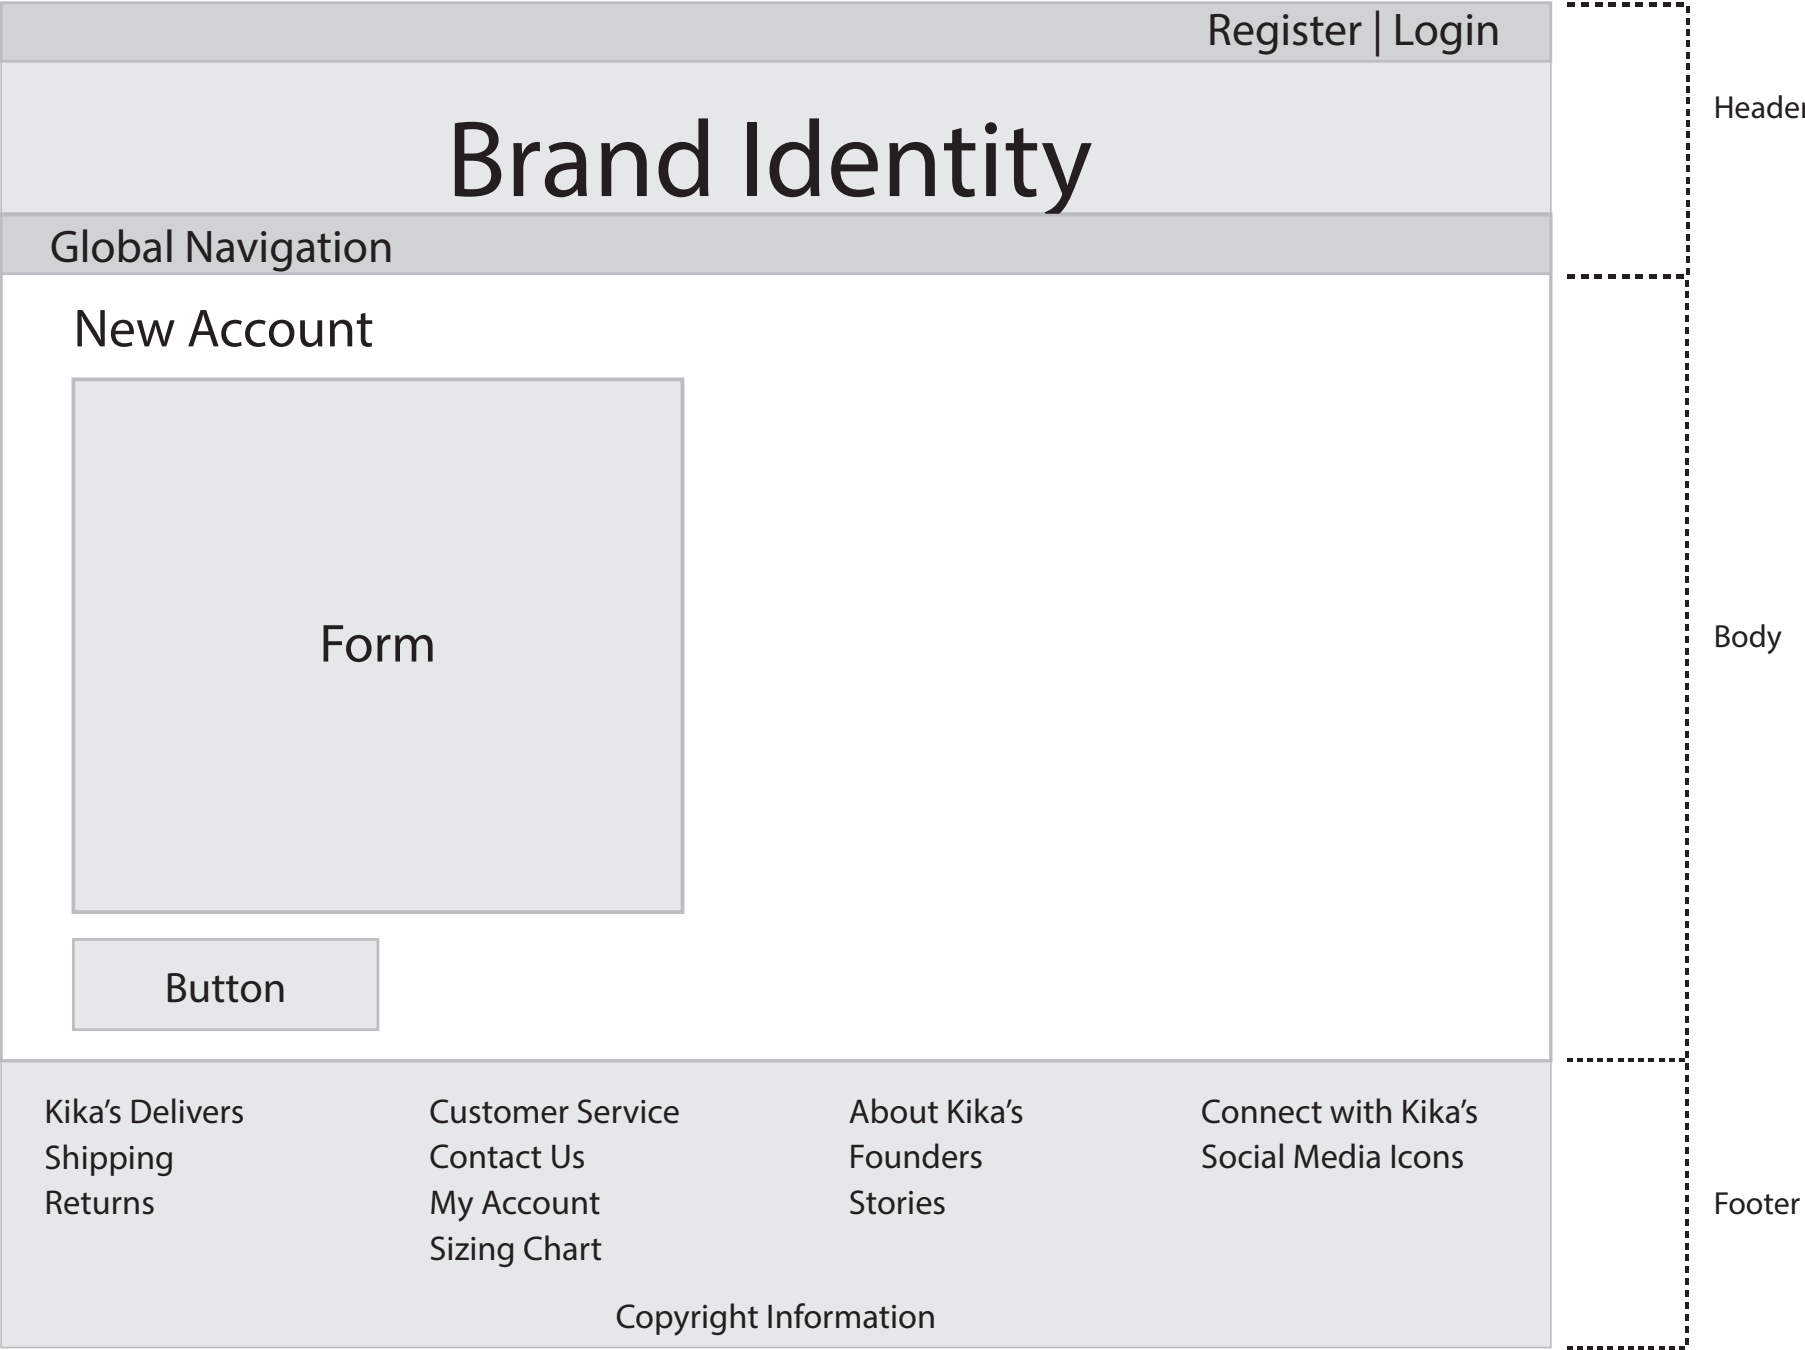 Register | Login
Header
Brand Identity
Global Navigation
New Account
Form
Body
Button
Kika’s Delivers
Shipping
Returns
Customer Service
Contact Us
My Account
Sizing Chart
About Kika’s
Founders
Stories
Connect with Kika’s
Social Media Icons
Footer
Copyright Information